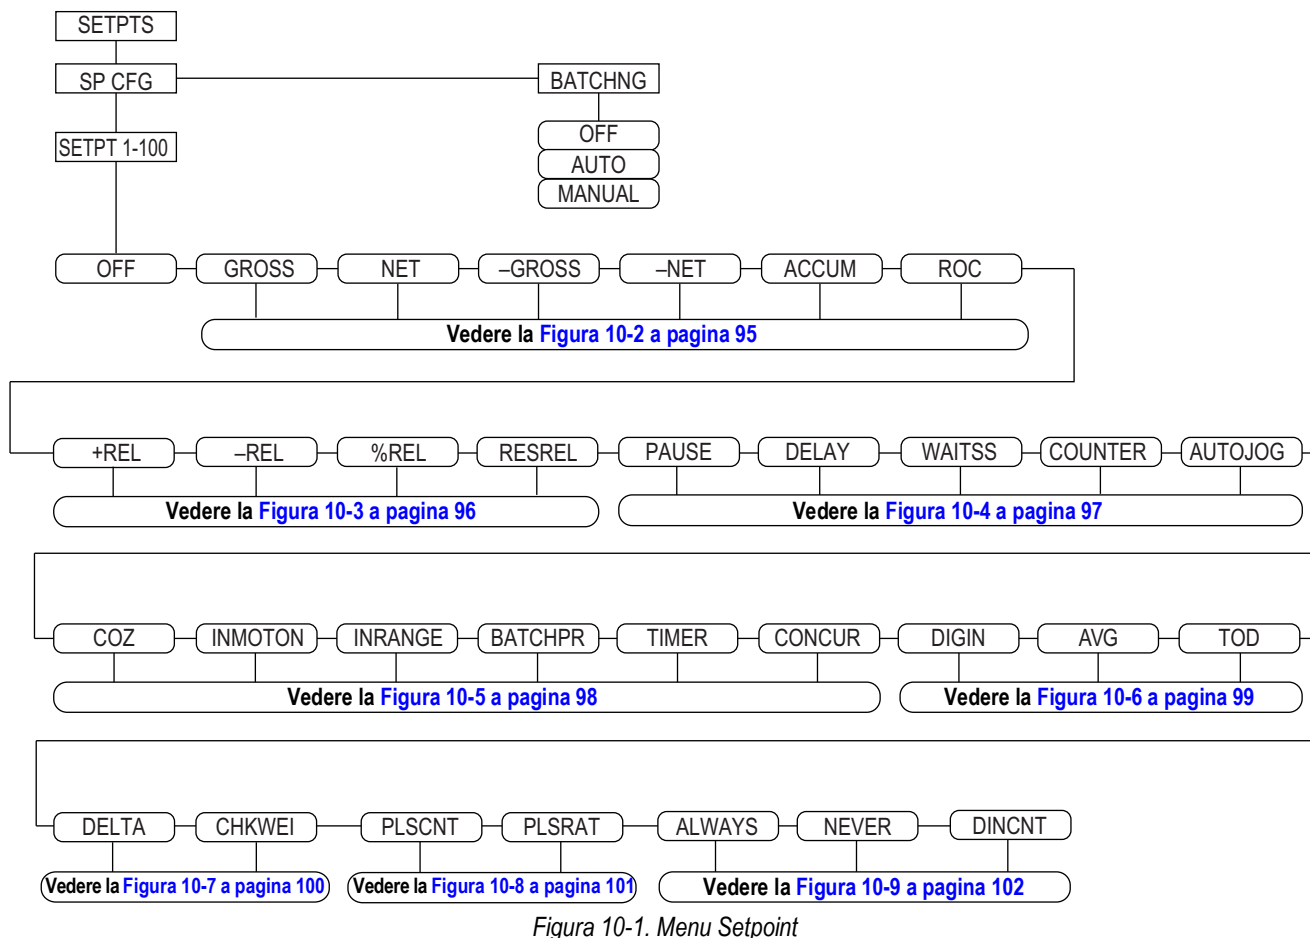 SETPTS
SP CFG
BATCHNG
SETPT 1-100
OFF
AUTO
MANUAL
OFF
GROSS
NET
–GROSS
–NET
ACCUM
ROC
Vedere la Figura 10-2 a pagina 95
+REL
–REL
%REL
RESREL
PAUSE
DELAY
WAITSS
COUNTER
AUTOJOG
Vedere la Figura 10-3 a pagina 96
Vedere la Figura 10-4 a pagina 97
COZ
INMOTON
INRANGE
BATCHPR
TIMER
CONCUR
DIGIN
AVG
TOD
Vedere la Figura 10-5 a pagina 98
Vedere la Figura 10-6 a pagina 99
DELTA
CHKWEI
PLSCNT
PLSRAT
ALWAYS
NEVER
DINCNT
Vedere la Figura 10-7 a pagina 100
Vedere la Figura 10-8 a pagina 101
Vedere la Figura 10-9 a pagina 102
Figura 10-1. Menu Setpoint